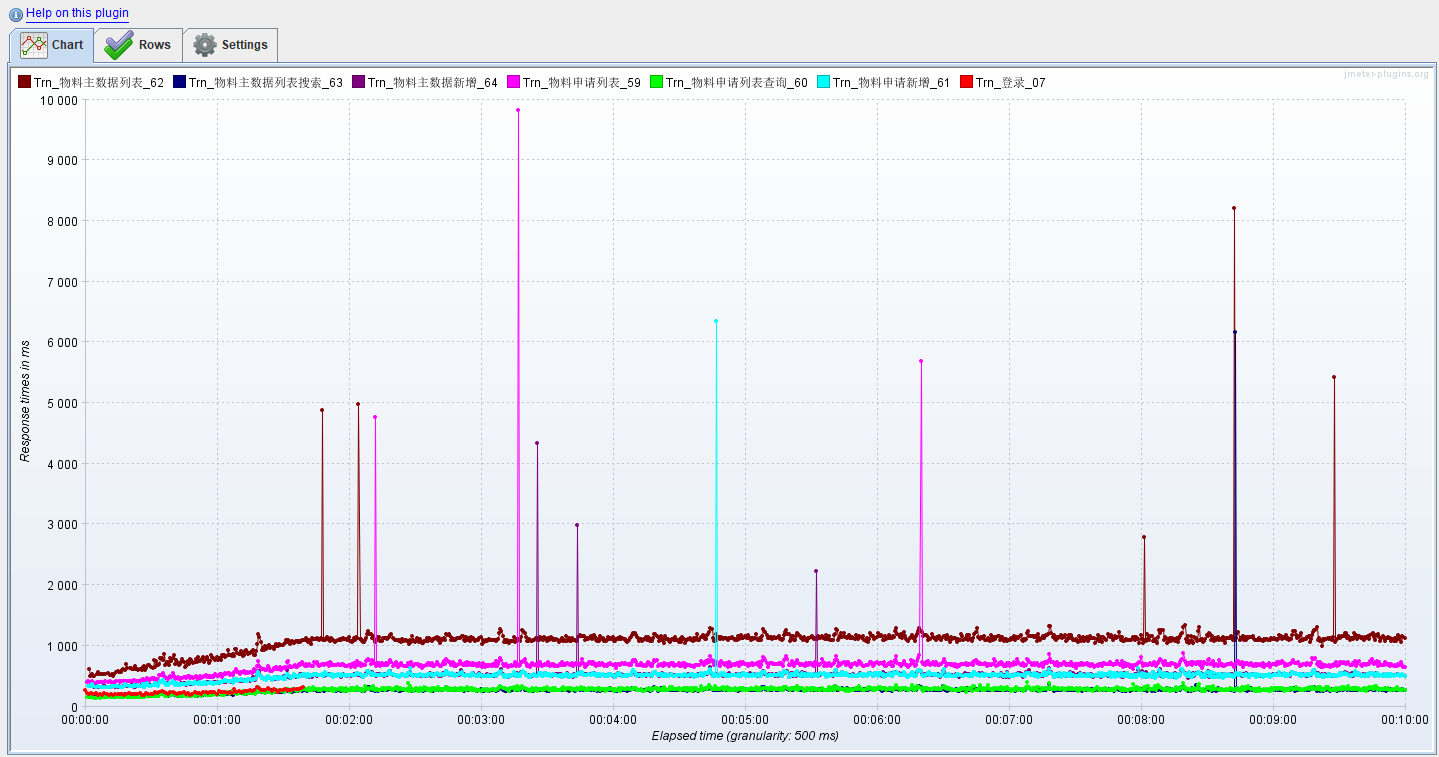 Help on this plugin
Chart Rows Settings
jmeter-plugins.org
Trn_物料主数据列表_62 Trn_物料主数据列表搜索_63 Trn_物料主数据新增_64 Trn_物料申请列表_59 Trn_物料申请列表查询_60 Trn_物料申请新增_61 Trn_登录_07
10 000
9 000
8 000
7 000
6 000
5 000
4 000
3 000
2 000
1 000
0
Response times in ms
00:00:00 00:01:00 00:02:00 00:03:00 00:04:00 00:05:00 00:06:00 00:07:00 00:08:00 00:09:00 00:10:00
Elapsed time (granularity: 500 ms)